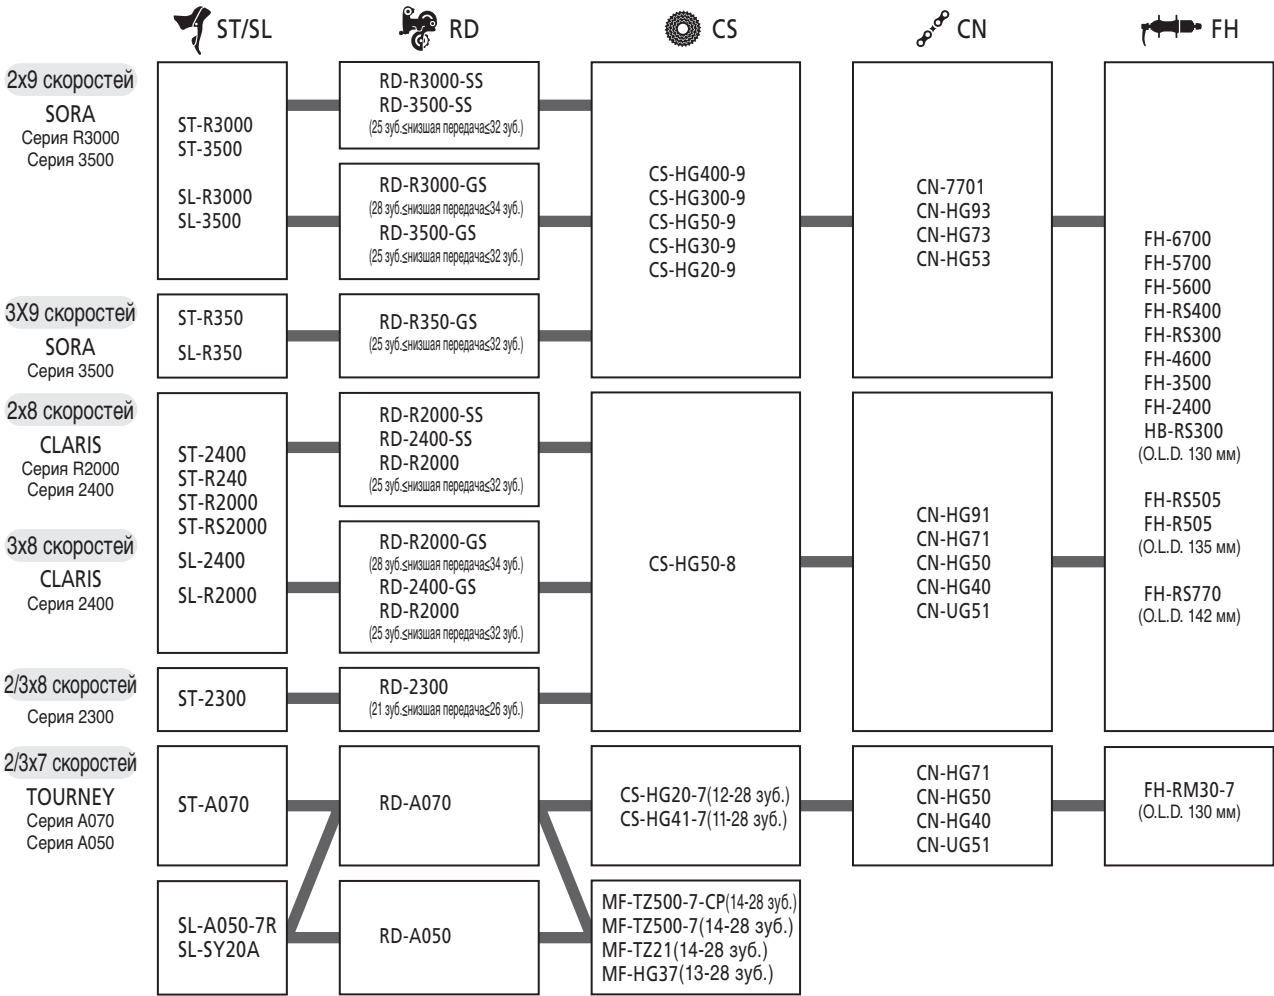 ST/SL
RD
CS
CN
FH
2x9 скоростей
SORA
Серия R3000
Серия 3500
ST-R3000
ST-3500
SL-R3000
SL-3500
RD-R3000-SS
RD-3500-SS
(25 зуб.≤низшая передача≤32 зуб.)
RD-R3000-GS
(28 зуб.≤низшая передача≤34 зуб.)
RD-3500-GS
(25 зуб.≤низшая передача≤32 зуб.)
CS-HG400-9
CS-HG300-9
CS-HG50-9
CS-HG30-9
CS-HG20-9
CN-7701
CN-HG93
CN-HG73
CN-HG53
FH-6700
FH-5700
FH-5600
FH-RS400
FH-RS300
FH-4600
FH-3500
FH-2400
HB-RS300
(O.L.D. 130 мм)
FH-RS505
FH-R505
(O.L.D. 135 мм)
FH-RS770
(O.L.D. 142 мм)
3X9 скоростей
SORA
Серия 3500
ST-R350
SL-R350
RD-R350-GS
(25 зуб.≤низшая передача≤32 зуб.)
2x8 скоростей
CLARIS
Серия R2000
Серия 2400
3x8 скоростей
CLARIS
Серия 2400
ST-2400
ST-R240
ST-R2000
ST-RS2000
SL-2400
SL-R2000
RD-R2000-SS
RD-2400-SS
RD-R2000
(25 зуб.≤низшая передача≤32 зуб.)
RD-R2000-GS
(28 зуб.≤низшая передача≤34 зуб.)
RD-2400-GS
RD-R2000
(25 зуб.≤низшая передача≤32 зуб.)
CS-HG50-8
CN-HG91
CN-HG71
CN-HG50
CN-HG40
CN-UG51
2/3x8 скоростей
Серия 2300
ST-2300
RD-2300
(21 зуб.≤низшая передача≤26 зуб.)
2/3x7 скоростей
TOURNEY
Серия A070
Серия A050
ST-A070
RD-A070
CS-HG20-7(12-28 зуб.)
CS-HG41-7(11-28 зуб.)
CN-HG71
CN-HG50
CN-HG40
CN-UG51
FH-RM30-7
(O.L.D. 130 мм)
SL-A050-7R
SL-SY20A
RD-A050
MF-TZ500-7-CP(14-28 зуб.)
MF-TZ500-7(14-28 зуб.)
MF-TZ21(14-28 зуб.)
MF-HG37(13-28 зуб.)